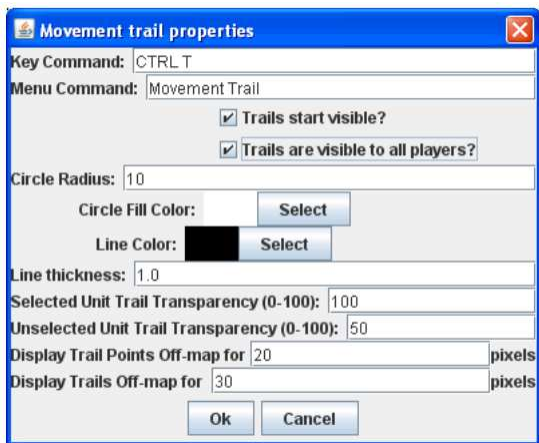 Movement trail properties
Key Command: CTRL T
Menu Command: Movement Trail
Trails start visible?
Trails are visible to all players?
Circle Radius: 10
Circle Fill Color: Select
Line Color: Select
Line thickness: 1.0
Selected Unit Trail Transparency (0-100): 100
Unselected Unit Trail Transparency (0-100): 50
Display Trail Points Off-map for 20 pixels
Display Trails Off-map for 30 pixels
Ok Cancel